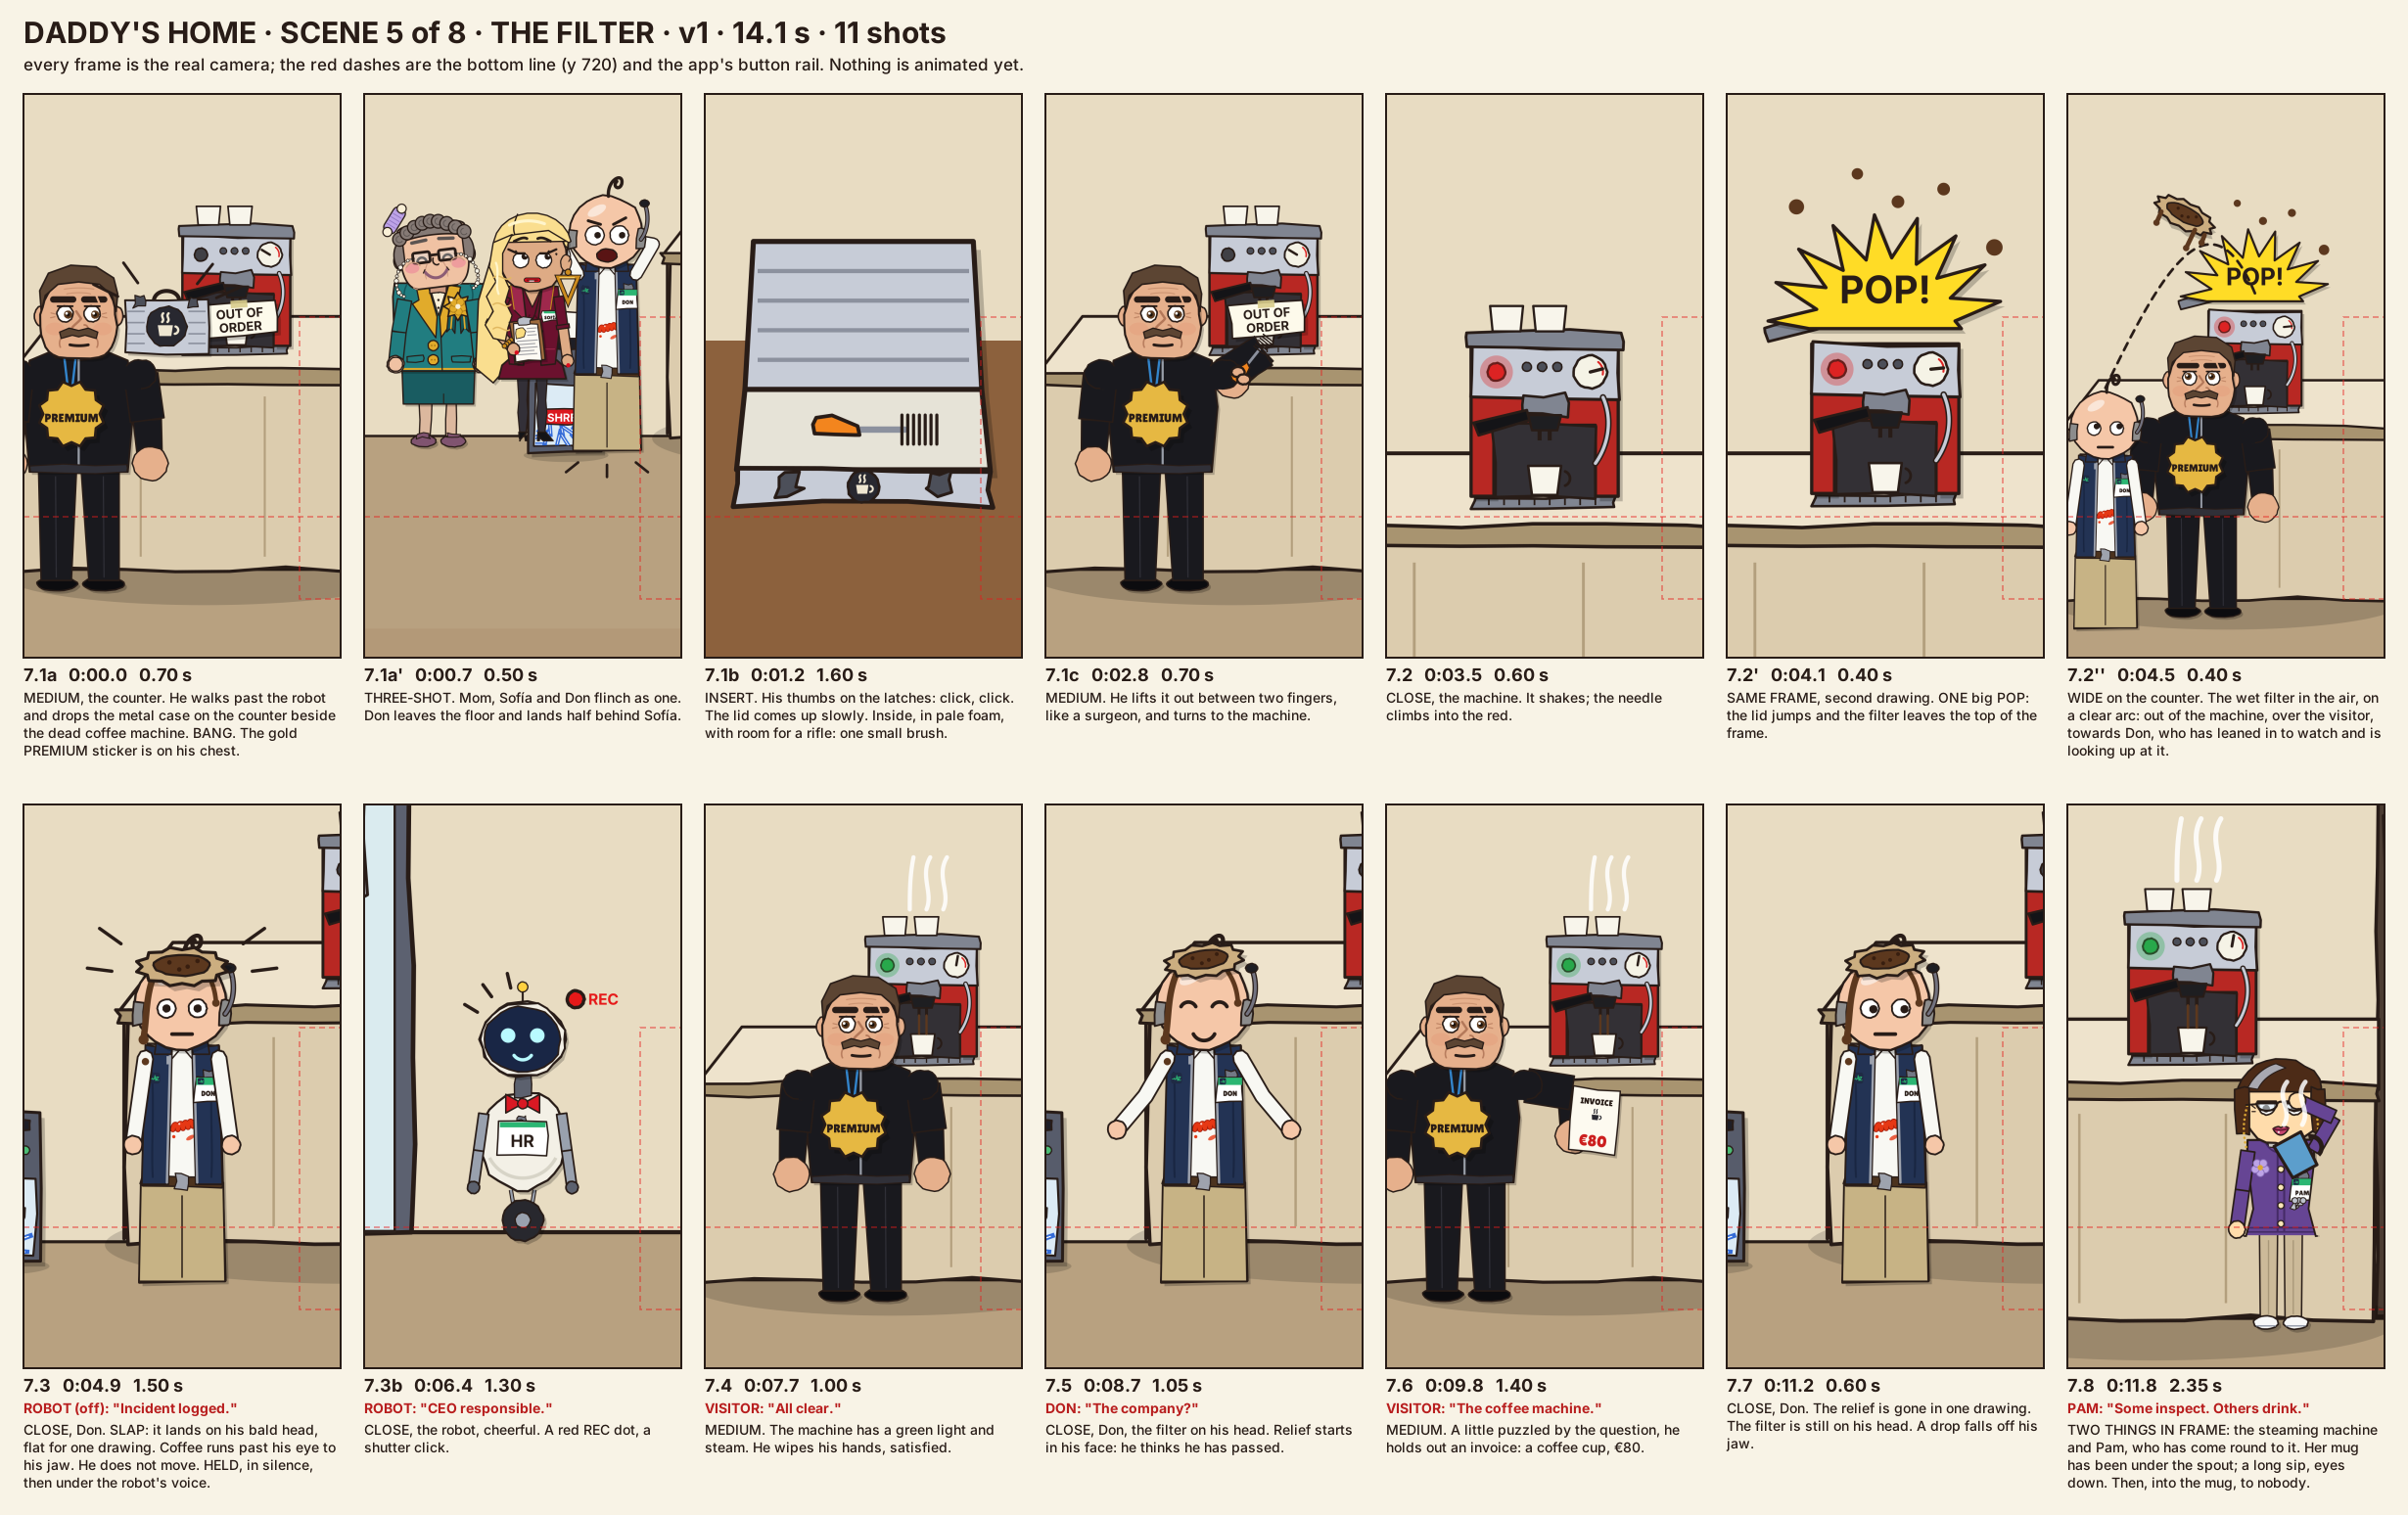 DADDY'S HOME · SCENE 5 of 8 · THE FILTER · v1 · 14.1 s · 11 shots
every frame is the real camera; the red dashes are the bottom line (y 720) and the app's button rail. Nothing is animated yet.
OUT OF
ORDER
PREMIUM
DON
SORT
SHRE
OUT OF
ORDER
PREMIUM
POP!
POP!
PREMIUM
DON
7.1a 0:00.0 0.70 s
MEDIUM, the counter. He walks past the robot
and drops the metal case on the counter beside
the dead coffee machine. BANG. The gold
PREMIUM sticker is on his chest.
7.1a' 0:00.7 0.50 s
THREE-SHOT. Mom, Sofía and Don flinch as one.
Don leaves the floor and lands half behind Sofía.
7.1b 0:01.2 1.60 s
INSERT. His thumbs on the latches: click, click.
The lid comes up slowly. Inside, in pale foam,
with room for a rifle: one small brush.
7.1c 0:02.8 0.70 s
MEDIUM. He lifts it out between two fingers,
like a surgeon, and turns to the machine.
7.2 0:03.5 0.60 s
CLOSE, the machine. It shakes; the needle
climbs into the red.
7.2' 0:04.1 0.40 s
SAME FRAME, second drawing. ONE big POP:
the lid jumps and the filter leaves the top of the
frame.
7.2'' 0:04.5 0.40 s
WIDE on the counter. The wet filter in the air, on
a clear arc: out of the machine, over the visitor,
towards Don, who has leaned in to watch and is
looking up at it.
DON
REC
HR
PREMIUM
DON
PREMIUM
INVOICE
€80
DON
PAM
7.3 0:04.9 1.50 s
ROBOT (off): "Incident logged."
CLOSE, Don. SLAP: it lands on his bald head,
flat for one drawing. Coffee runs past his eye to
his jaw. He does not move. HELD, in silence,
then under the robot's voice.
7.3b 0:06.4 1.30 s
ROBOT: "CEO responsible."
CLOSE, the robot, cheerful. A red REC dot, a
shutter click.
7.4 0:07.7 1.00 s
VISITOR: "All clear."
MEDIUM. The machine has a green light and
steam. He wipes his hands, satisfied.
7.5 0:08.7 1.05 s
DON: "The company?"
CLOSE, Don, the filter on his head. Relief starts
in his face: he thinks he has passed.
7.6 0:09.8 1.40 s
VISITOR: "The coffee machine."
MEDIUM. A little puzzled by the question, he
holds out an invoice: a coffee cup, €80.
7.7 0:11.2 0.60 s
CLOSE, Don. The relief is gone in one drawing.
The filter is still on his head. A drop falls off his
jaw.
7.8 0:11.8 2.35 s
PAM: "Some inspect. Others drink."
TWO THINGS IN FRAME: the steaming machine
and Pam, who has come round to it. Her mug
has been under the spout; a long sip, eyes
down. Then, into the mug, to nobody.